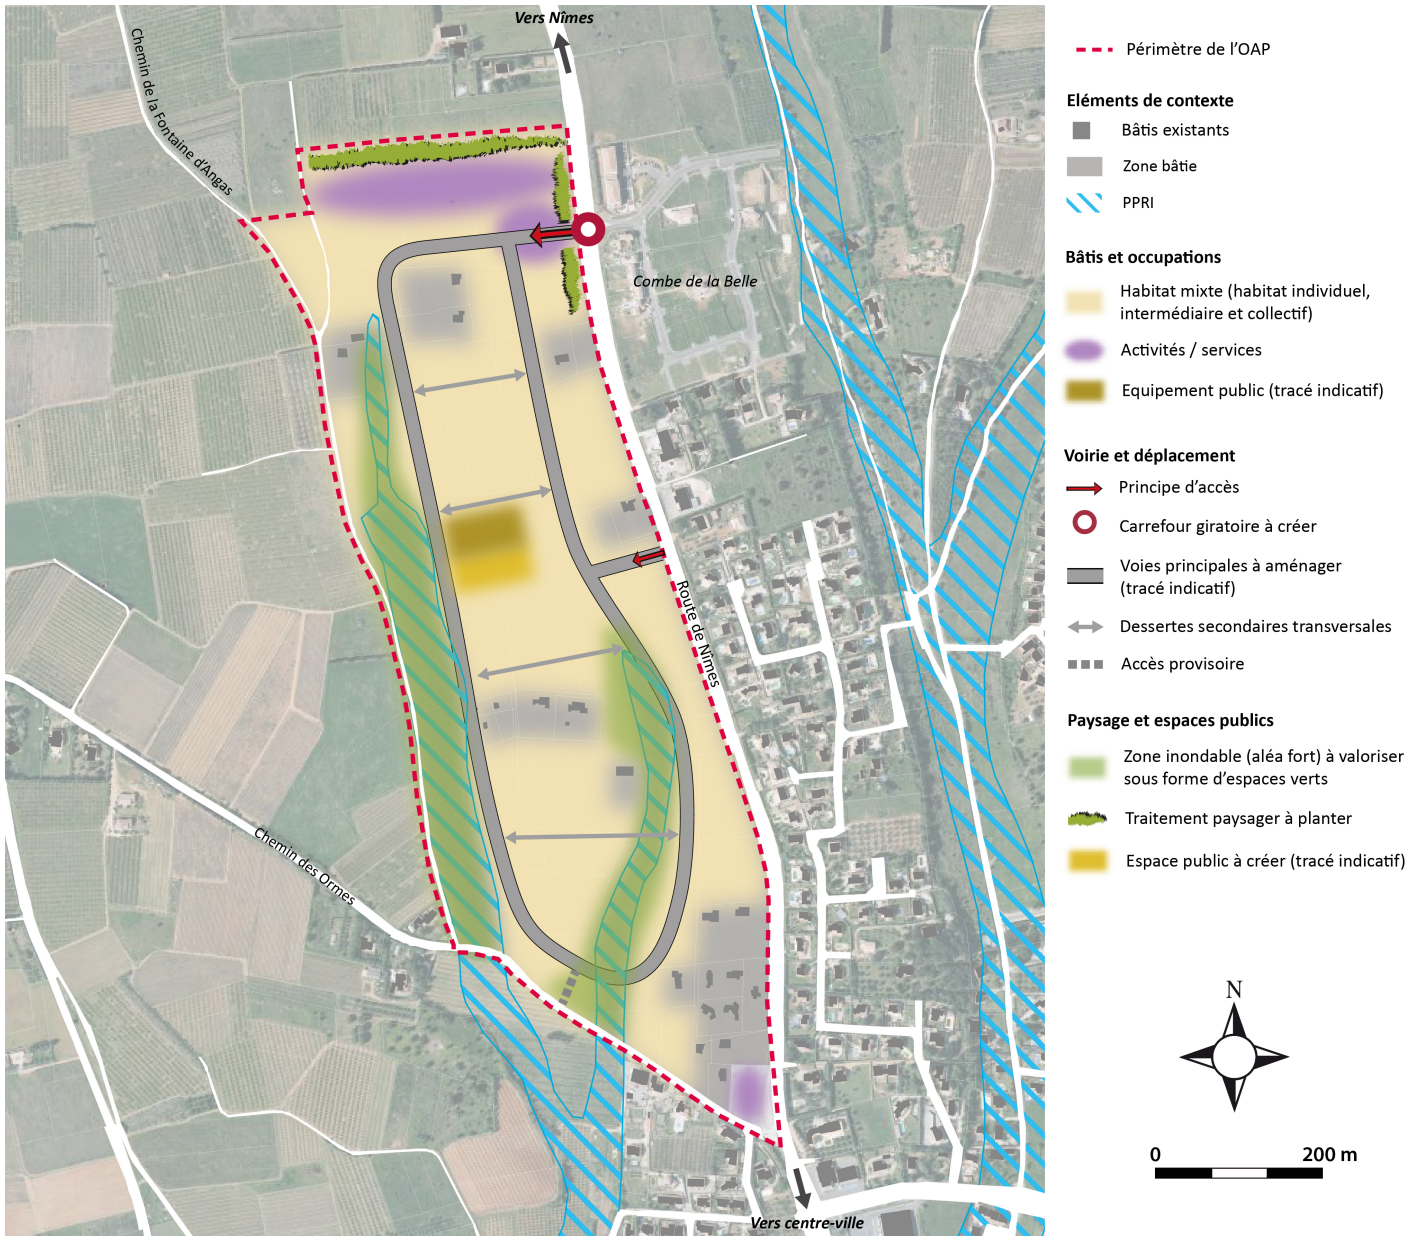 Vers Nîmes
Chemin de la Fontaine d'Angas
Combe de la Belle
Route de Nîmes
Chemin des Ormes
Vers centre-ville
Périmètre de l'OAP
Eléments de contexte
Bâtis existants
Zone bâtie
PPRI
Bâtis et occupations
Habitat mixte (habitat individuel,
intermédiaire et collectif)
Activités / services
Equipement public (tracé indicatif)
Voirie et déplacement
Principe d'accès
Carrefour giratoire à créer
Voies principales à aménager
(tracé indicatif)
Dessertes secondaires transversales
Accès provisoire
Paysage et espaces publics
Zone inondable (aléa fort) à valoriser
sous forme d'espaces verts
Traitement paysager à planter
Espace public à créer (tracé indicatif)
N
0 200 m